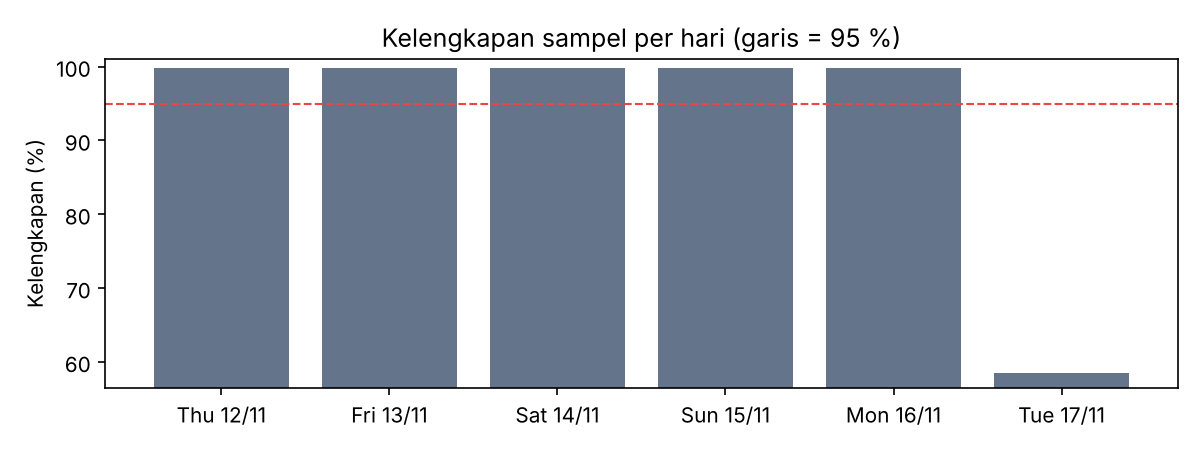 Kelengkapan sampel per hari (garis = 95 %)
Kelengkapan (%)
100
90
80
70
60
Thu 12/11 Fri 13/11 Sat 14/11 Sun 15/11 Mon 16/11 Tue 17/11